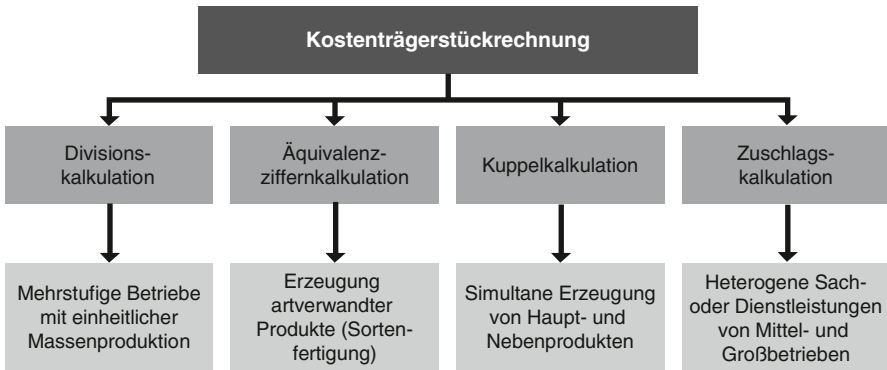 Kostenträgerstückrechnung
Divisions-
kalkulation
Äquivalenz-
ziffernkalkulation
Kuppelkalkulation
Zuschlags-
kalkulation
Mehrstufige Betriebe
mit einheitlicher
Massenproduktion
Erzeugung
artverwandter
Produkte (Sorten-
fertigung)
Simultane Erzeugung
von Haupt- und
Nebenprodukten
Heterogene Sach-
oder Dienstleistungen
von Mittel- und
Großbetrieben